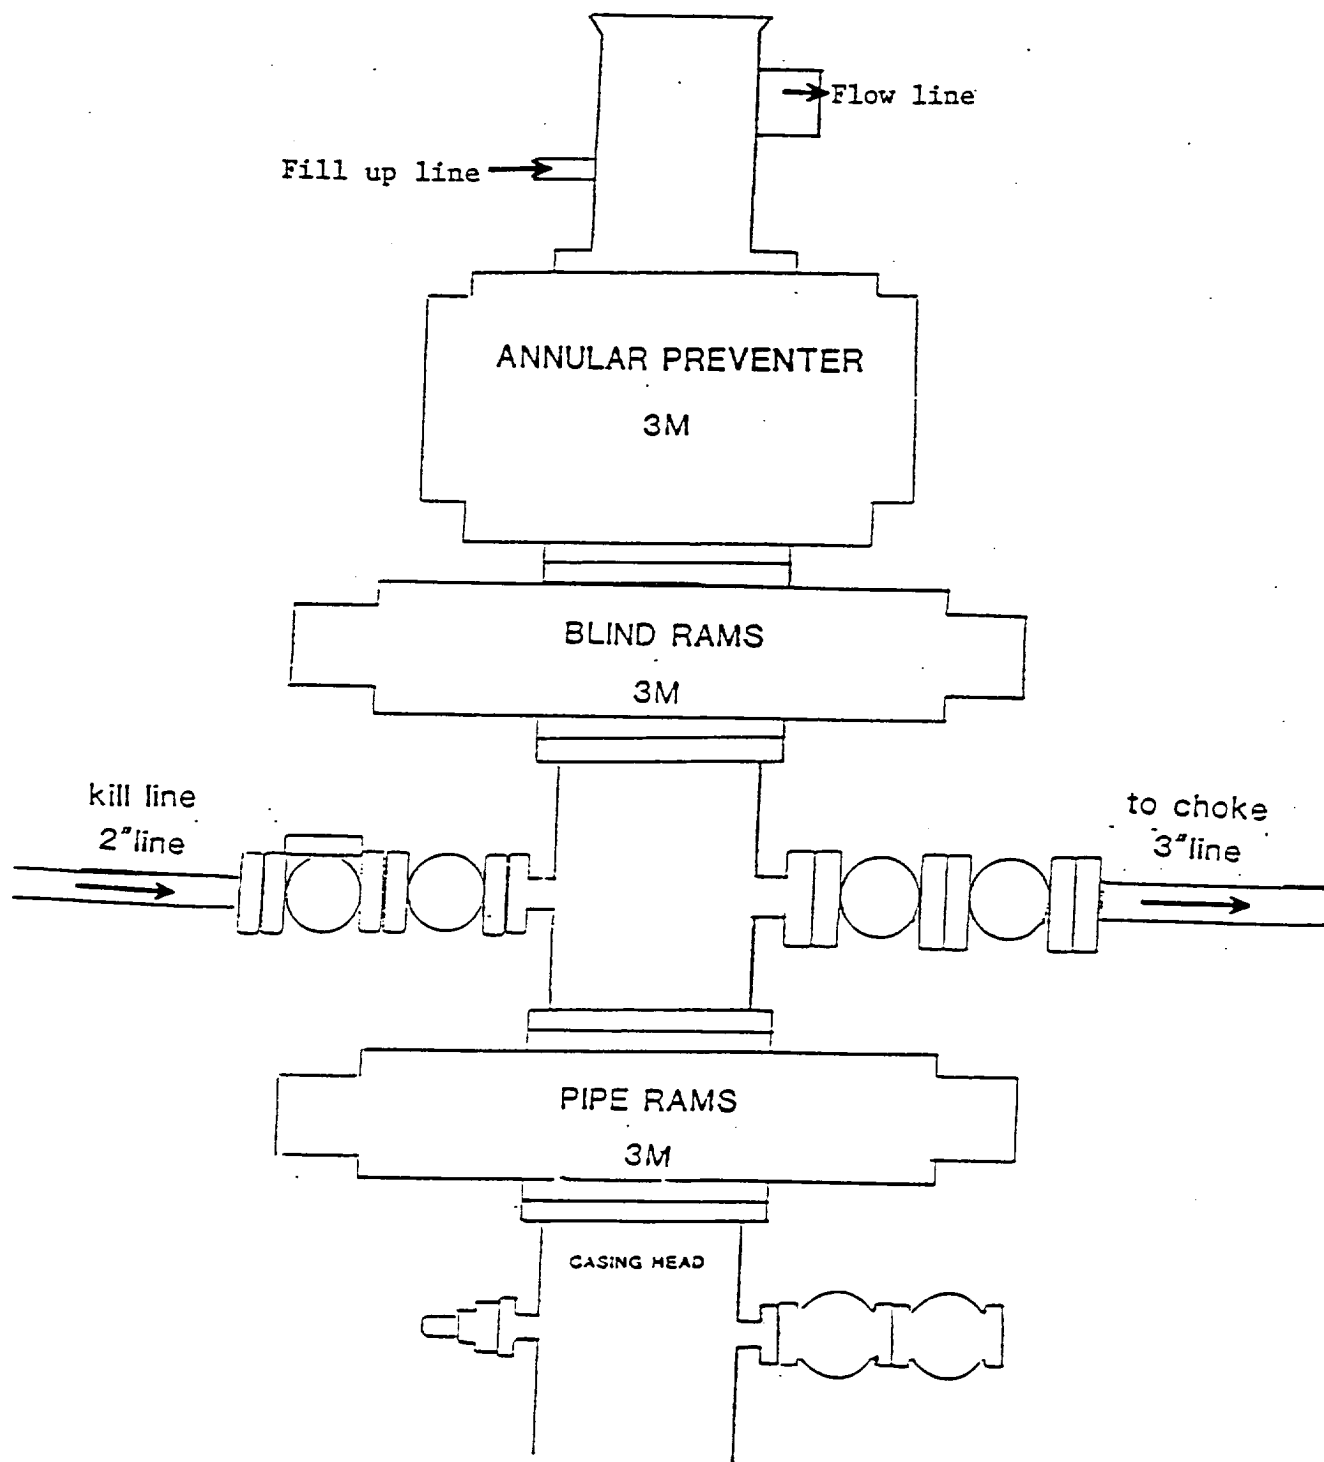 Flow line
Fill up line
ANNULAR PREVENTER
3M
BLIND RAMS
3M
kill line
2"line
to choke
3"line
PIPE RAMS
3M
CASING HEAD